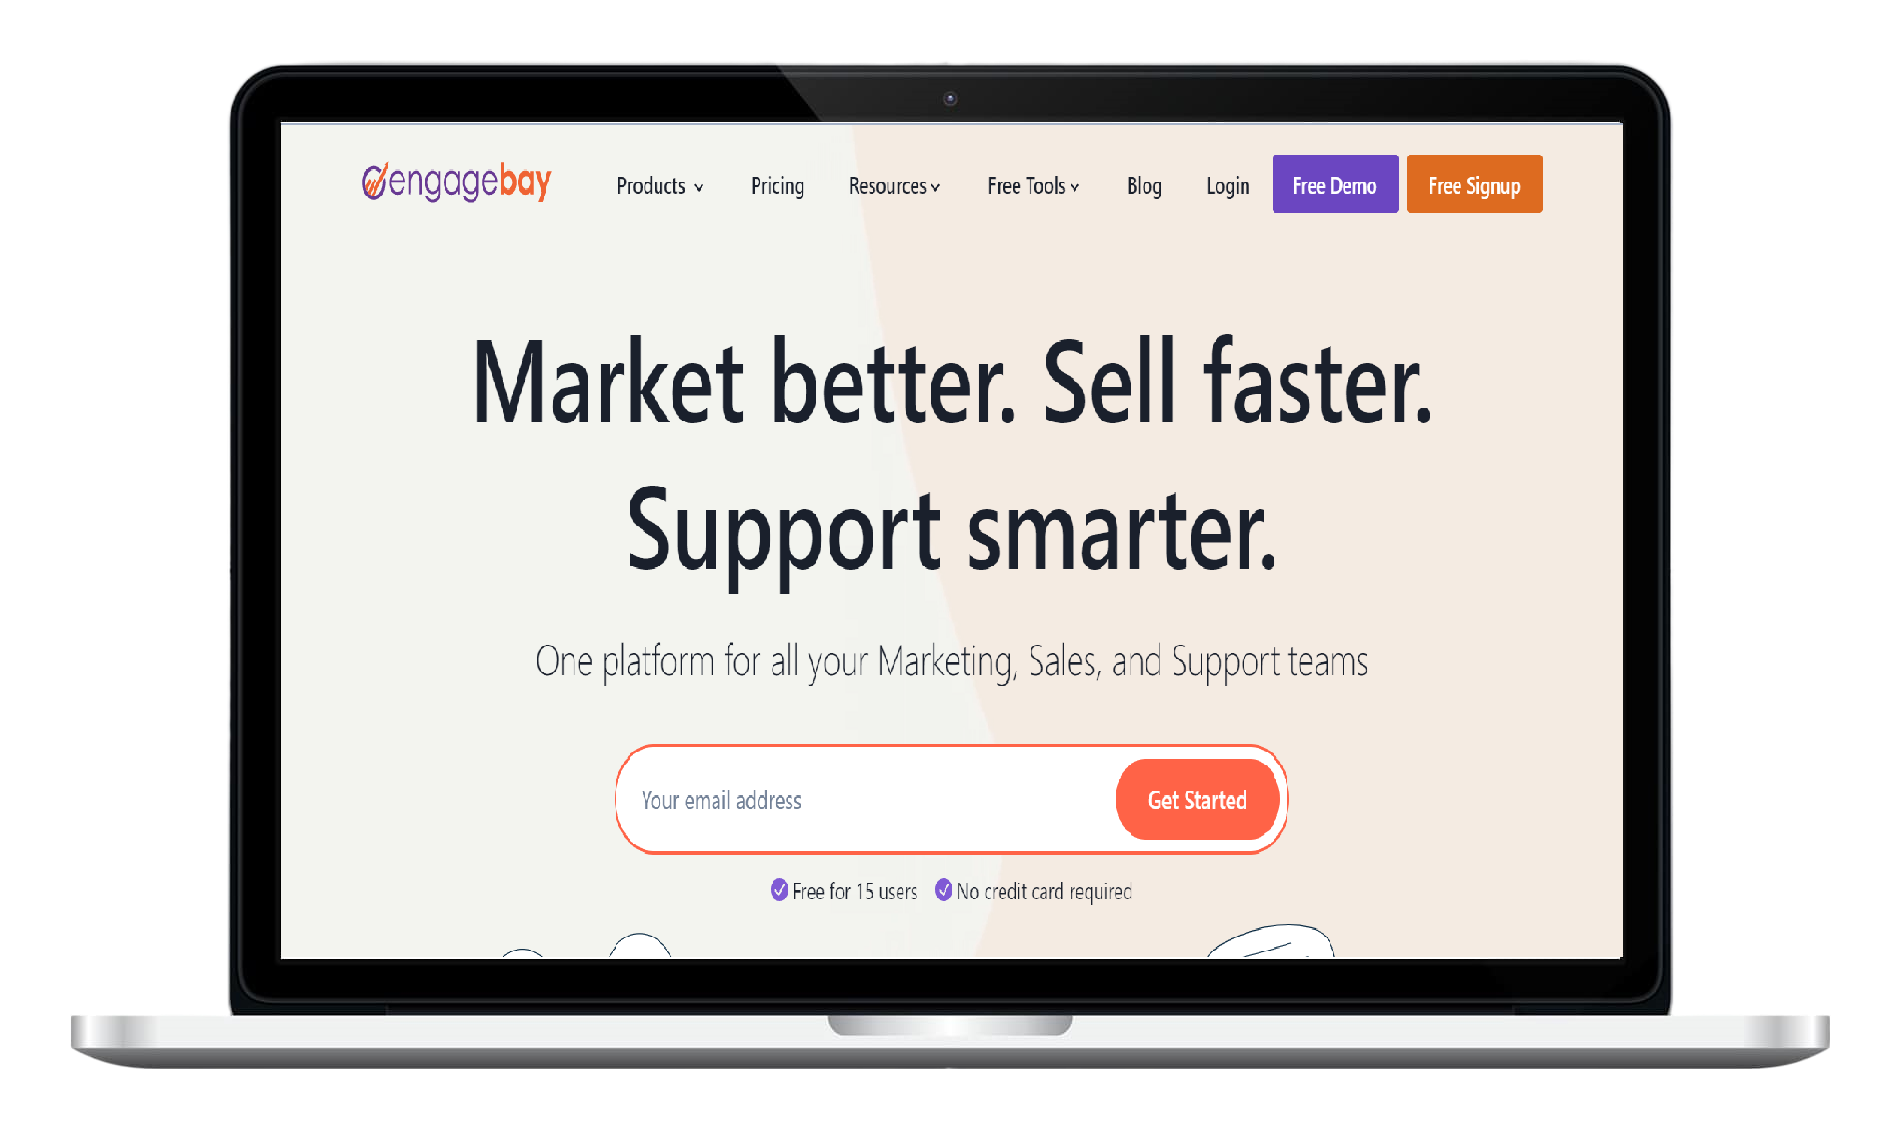 engagebay
Products Pricing Resources Free Tools Blog Login Free Demo Free Signup
Market better. Sell faster.
Support smarter.
One platform for all your Marketing, Sales, and Support teams
Your email address Get Started
Free for 15 users No credit card required